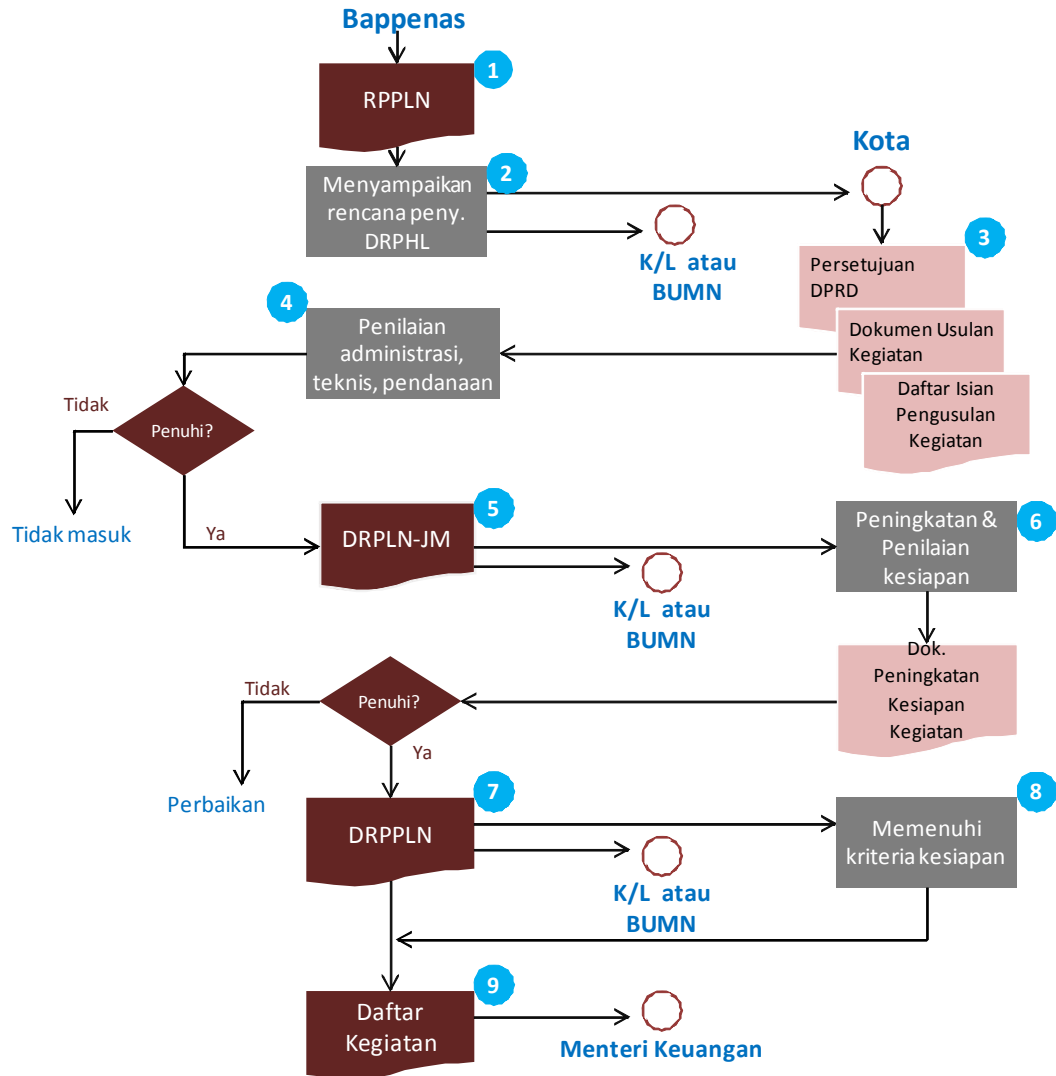 Bappenas
1
RPPLN
2
Menyampaikan
rencana peny.
DRPHL
Kota
K/L atau
BUMN
3
Persetujuan
DPRD
Dokumen Usulan
Kegiatan
Daftar Isian
Pengusulan
Kegiatan
4
Penilaian
administrasi,
teknis, pendanaan
Tidak
Penuhi?
Tidak masuk
Ya
5
DRPLN-JM
K/L atau
BUMN
6
Peningkatan &
Penilaian
kesiapan
Dok.
Peningkatan
Kesiapan
Kegiatan
Tidak
Penuhi?
Ya
Perbaikan
7
DRPPLN
K/L atau
BUMN
8
Memenuhi
kriteria kesiapan
9
Daftar
Kegiatan
Menteri Keuangan